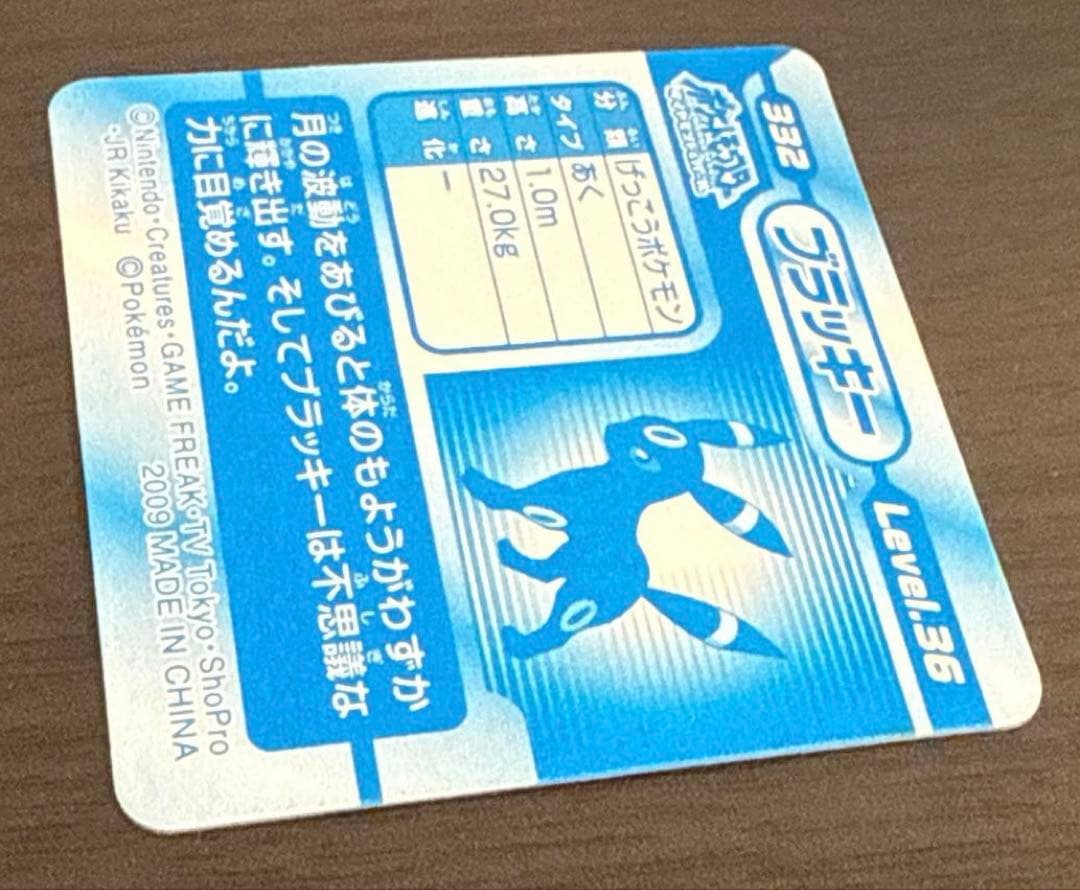 332
ブラッキー
Level.36
分類 げっこうポケモン
タイプ あく
高さ 1.0m
重さ 27.0kg
進化 ー
月の波動をあびると体のもようがわずか
に輝き出す。そしてブラッキーは不思議な
力に目覚めるんだよ。
©Nintendo・Creatures・GAME FREAK・TV Tokyo・ShoPro
・JR Kikaku ©Pokémon 2009 MADE IN CHINA